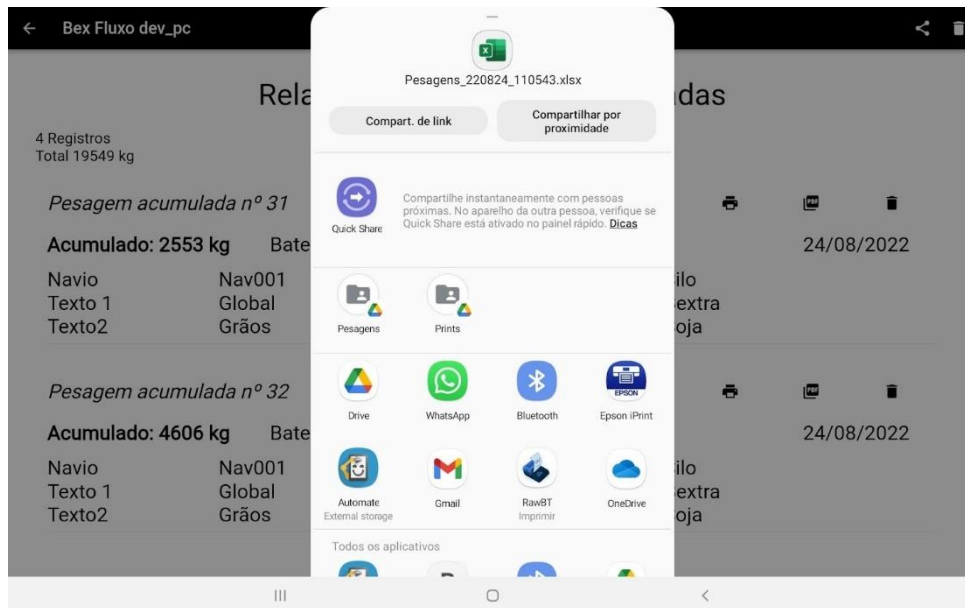 Bex Fluxo dev_pc
Rela
das
4 Registros
Total 19549 kg
Pesagem acumulada nº 31
Acumulado: 2553 kg Bate
24/08/2022
Navio Nav001
ilo
Texto 1 Global
extra
Texto2 Grãos
oja
Pesagem acumulada nº 32
Acumulado: 4606 kg Bate
24/08/2022
Navio Nav001
ilo
Texto 1 Global
extra
Texto2 Grãos
oja
PDF
PDF
Pesagens_220824_110543.xlsx
Compart. de link
Compartilhar por
proximidade
Quick Share
Compartilhe instantaneamente com pessoas
próximas. No aparelho da outra pessoa, verifique se
Quick Share está ativado no painel rápido. Dicas
Pesagens Prints
Drive WhatsApp Bluetooth Epson iPrint
EPSON
Automate Gmail RawBT OneDrive
External storage Imprimir
Todos os aplicativos